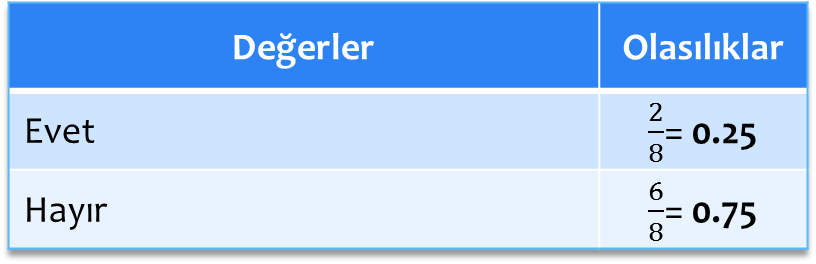 Değerler Olasılıklar
Evet 2/8= 0.25
Hayır 6/8= 0.75